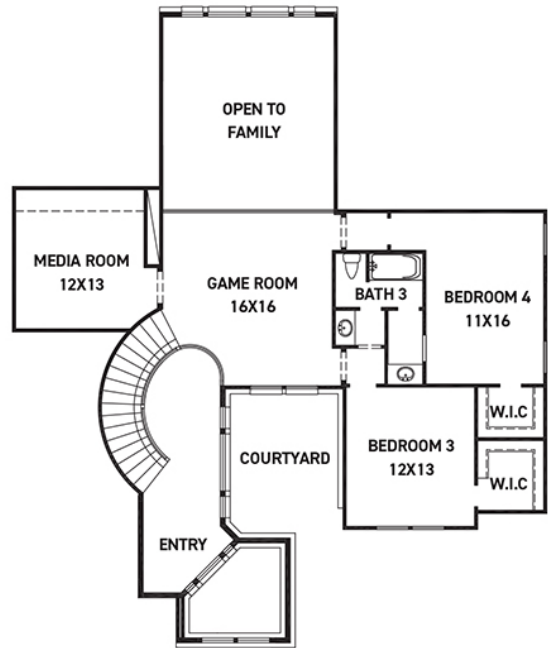 OPEN TO
FAMILY
MEDIA ROOM
12X13
GAME ROOM
16X16
BATH 3
BEDROOM 4
11X16
W.I.C
BEDROOM 3
12X13
W.I.C
COURTYARD
ENTRY